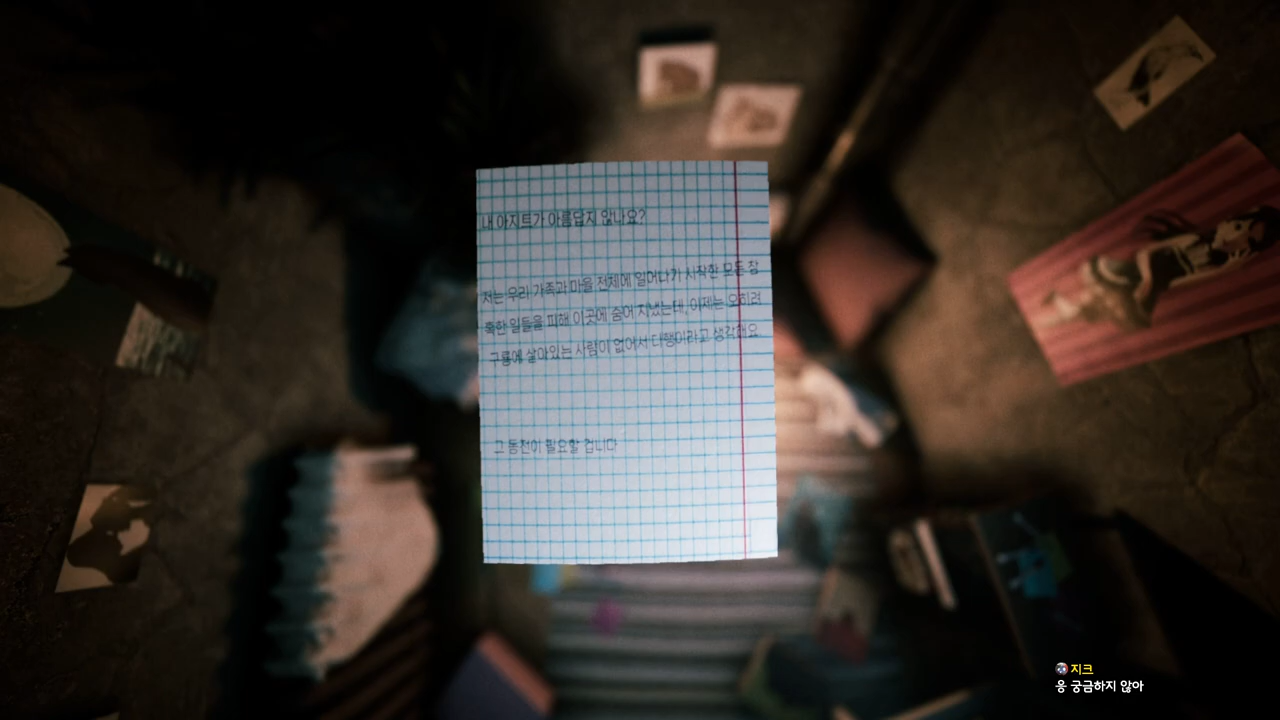 내 아지트가 아름답지 않나요?
저는 우리 가족과 마을 전체에 일어나기 시작한 모든 참
혹한 일들을 피해 이곳에 숨어 지냈는데, 이제는 오히려
구룡에 살아있는 사람이 없어서 다행이라고 생각해요
그 동전이 필요할 겁니다
지크
응 궁금하지 않아